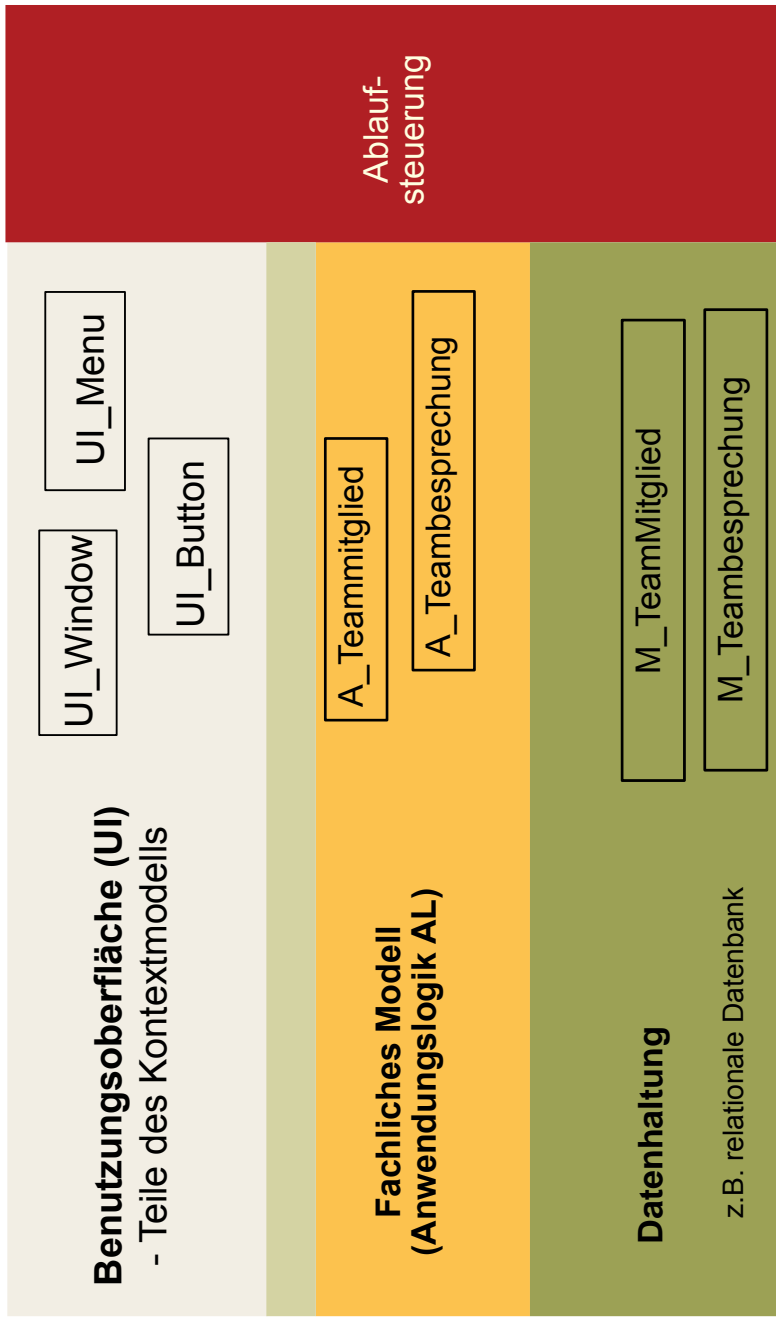 Benutzungsoberfläche (UI)
- Teile des Kontextmodells
UI_Window
UI_Menu
UI_Button
Fachliches Modell
(Anwendungslogik AL)
A_Teammitglied
A_Teambesprechung
Datenhaltung
z.B. relationale Datenbank
M_TeamMitglied
M_Teambesprechung
Ablauf-
steuerung